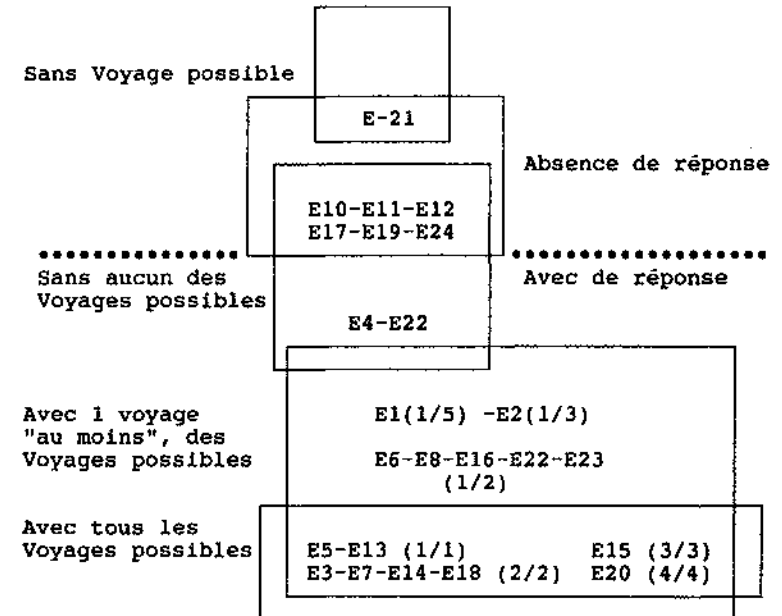 Sans Voyage possible
E-21
Absence de réponse
E10-E11-E12
E17-E19-E24
Sans aucun des
Voyages possibles
Avec de réponse
E4-E22
Avec 1 voyage
"au moins", des
Voyages possibles
E1(1/5) -E2(1/3)
E6-E8-E16-E22-E23
(1/2)
Avec tous les
Voyages possibles
E5-E13 (1/1) E15 (3/3)
E3-E7-E14-E18 (2/2) E20 (4/4)